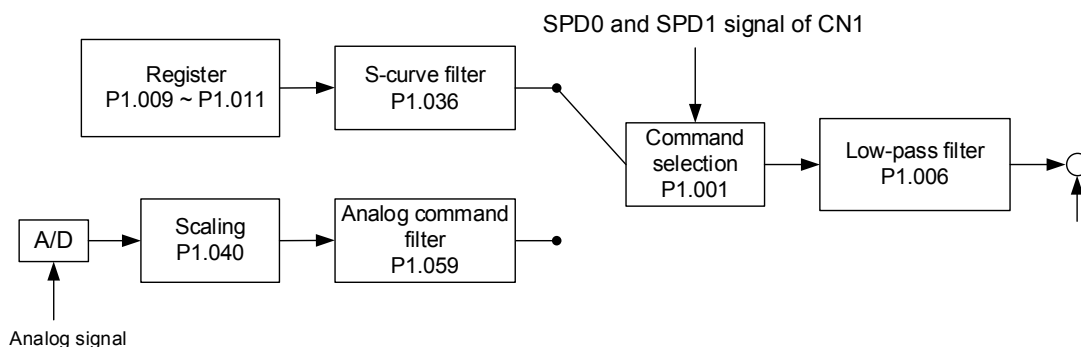 SPD0 and SPD1 signal of CN1
Register
P1.009 ~ P1.011
S-curve filter
P1.036
Command
selection
P1.001
Low-pass filter
P1.006
A/D
Scaling
P1.040
Analog command
filter
P1.059
Analog signal